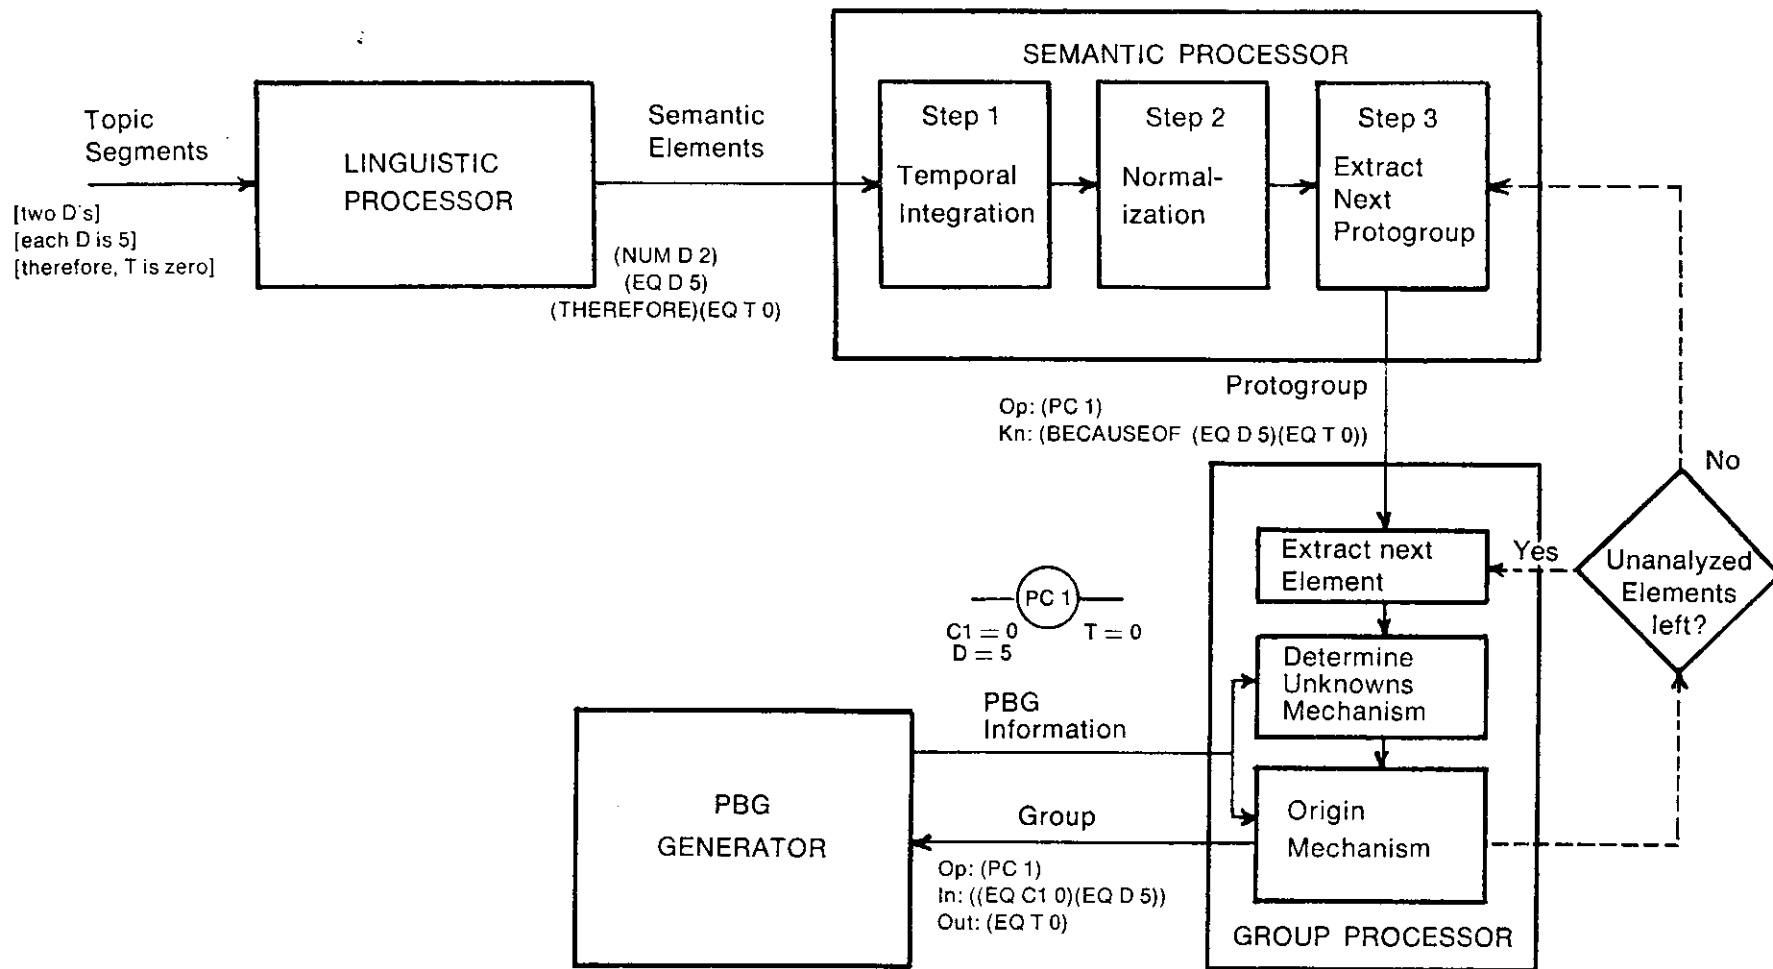 Topic
Segments
[two D's]
[each D is 5]
[therefore, T is zero]
LINGUISTIC
PROCESSOR
Semantic
Elements
(NUM D 2)
(EQ D 5)
(THEREFORE)(EQ T 0)
SEMANTIC PROCESSOR
Step 1
Temporal
Integration
Step 2
Normal-
ization
Step 3
Extract
Next
Protogroup
Protogroup
Op: (PC 1)
Kn: (BECAUSEOF (EQ D 5)(EQ T 0))
No
Yes
Unanalyzed
Elements
left?
Extract next
Element
Determine
Unknowns
Mechanism
Origin
Mechanism
GROUP PROCESSOR
PC 1
C1 = 0
D = 5
T = 0
PBG
Information
Group
Op: (PC 1)
In: ((EQ C1 0)(EQ D 5))
Out: (EQ T 0)
PBG
GENERATOR